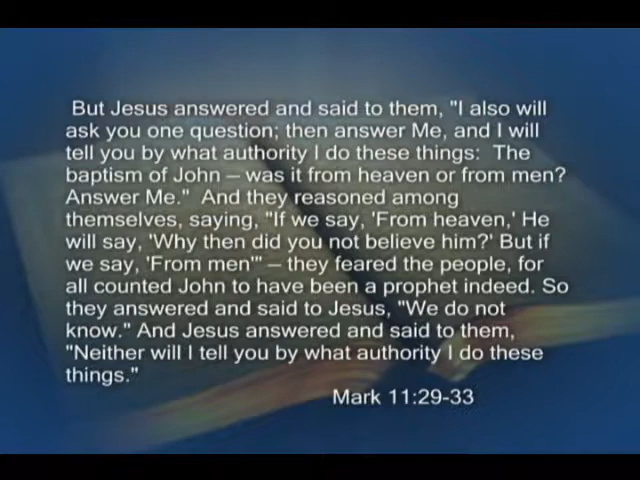 But Jesus answered and said to them, "I also will
ask you one question; then answer Me, and I will
tell you by what authority I do these things:  The
baptism of John – was it from heaven or from men?
Answer Me."  And they reasoned among
themselves, saying, "If we say, 'From heaven,' He
will say, 'Why then did you not believe him?' But if
we say, 'From men'" – they feared the people, for
all counted John to have been a prophet indeed. So
they answered and said to Jesus, "We do not
know." And Jesus answered and said to them,
"Neither will I tell you by what authority I do these
things."
Mark 11:29-33